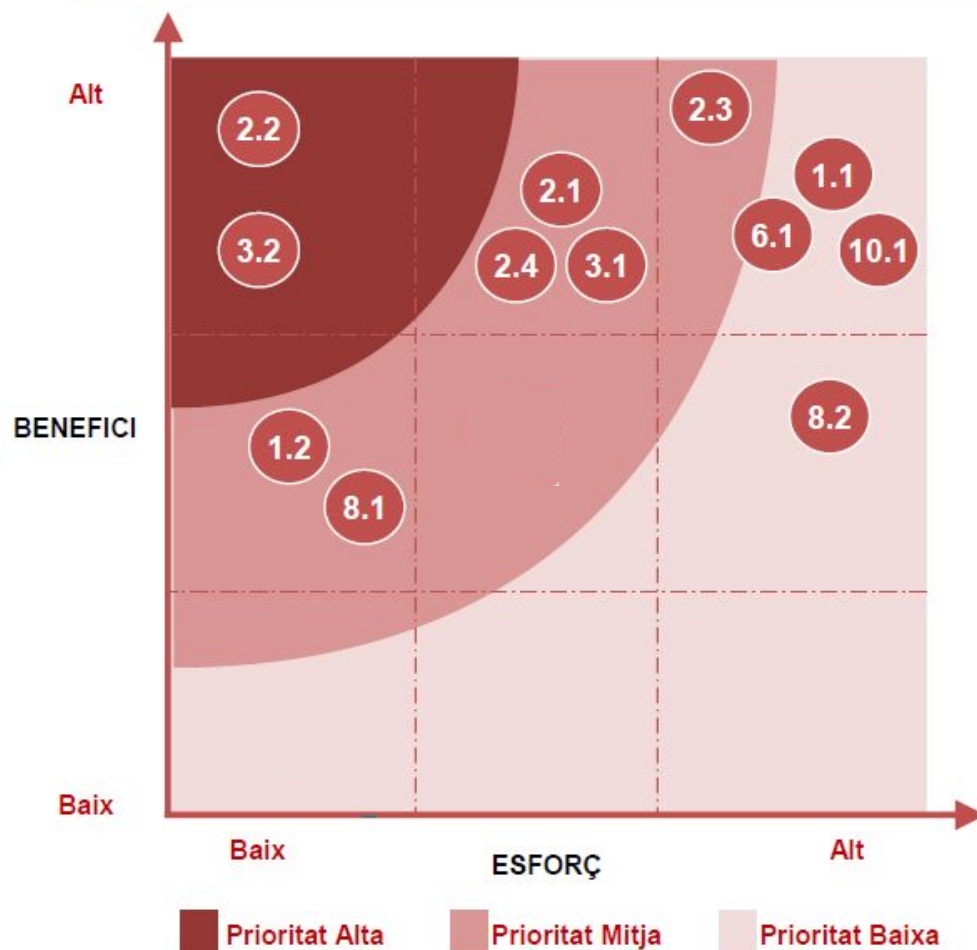 Alt
2.2
2.3
2.1
1.1
3.2
2.4
3.1
6.1
10.1
BENEFICI
1.2
8.2
8.1
Baix
Baix
ESFORÇ
Alt
Prioritat Alta
Prioritat Mitja
Prioritat Baixa